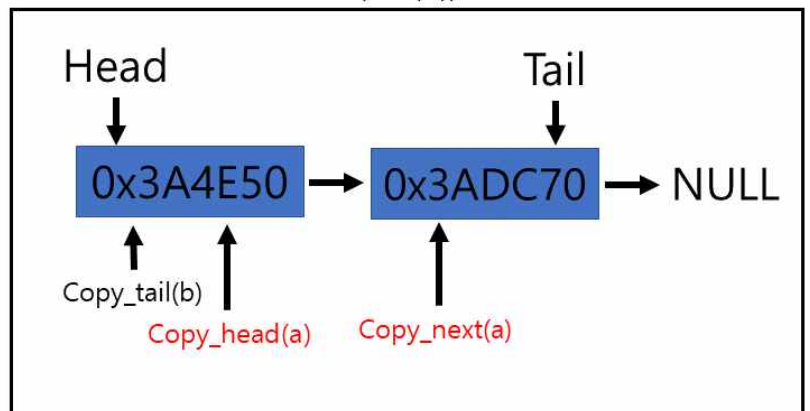 Head
Tail
0x3A4E50
0x3ADC70
NULL
Copy_tail(b)
Copy_head(a)
Copy_next(a)